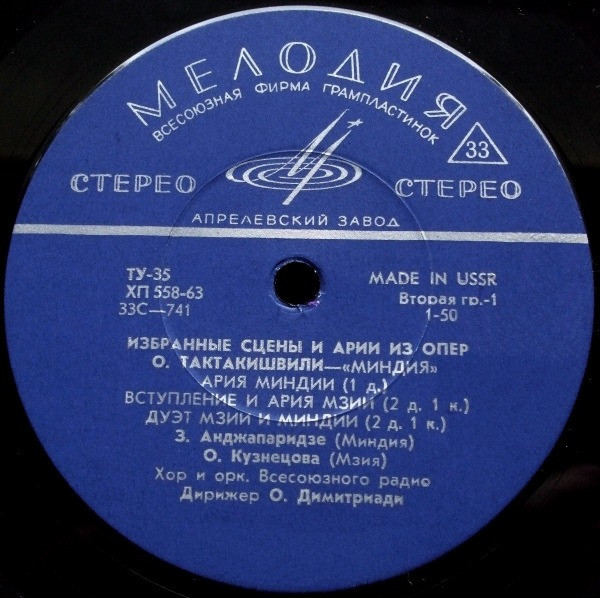 МЕЛОДИЯ
ВСЕСОЮЗНАЯ ФИРМА ГРАМПЛАСТИНОК
33
СТЕРЕО СТЕРЕО
АПРЕЛЕВСКИЙ ЗАВОД
ТУ-35 MADE IN USSR
ХП 558-63 Вторая гр.-1
33С—741 1-50
ИЗБРАННЫЕ СЦЕНЫ И АРИИ ИЗ ОПЕР
О. ТАКТАКИШВИЛИ—«МИНДИЯ»
АРИЯ МИНДИИ (1 д.)
ВСТУПЛЕНИЕ И АРИЯ МЗИИ (2 д. 1 к.)
ДУЭТ МЗИИ И МИНДИИ (2 д. 1 к.)
З. Анджапаридзе (Миндия)
О. Кузнецова (Мзия)
Хор и орк. Всесоюзного радио
Дирижер О. Димитриади